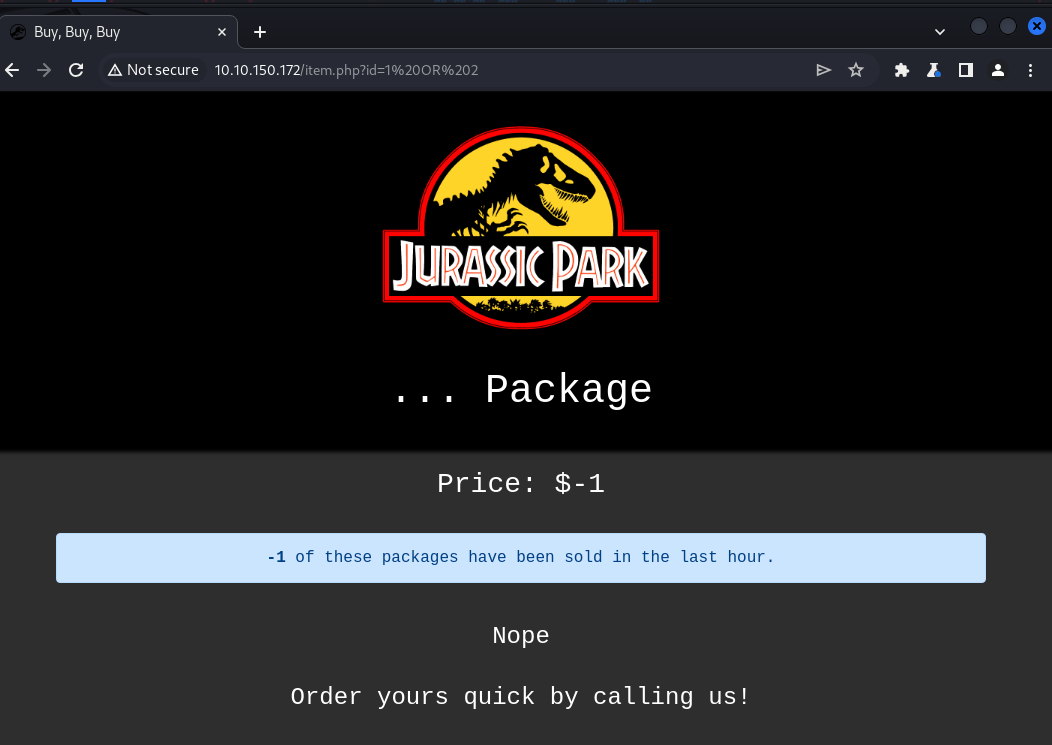 Buy, Buy, Buy
Not secure 10.10.150.172/item.php?id=1%20OR%202
JURASSIC PARK
... Package
Price: $-1
-1 of these packages have been sold in the last hour.
Nope
Order yours quick by calling us!